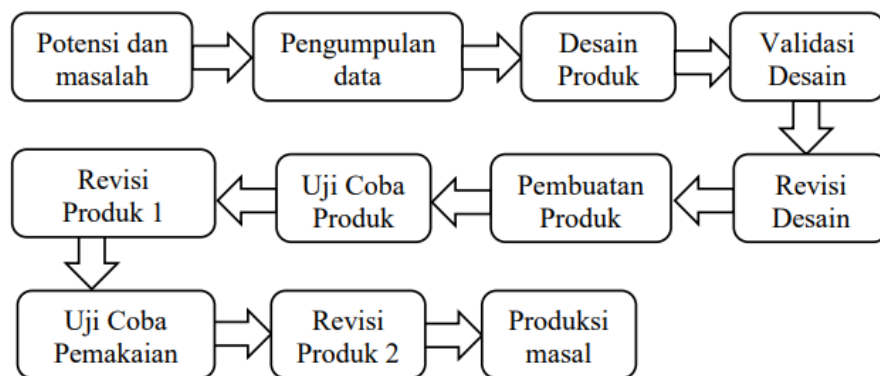 Potensi dan
masalah
Pengumpulan
data
Desain
Produk
Validasi
Desain
Revisi
Desain
Pembuatan
Produk
Uji Coba
Produk
Revisi
Produk 1
Uji Coba
Pemakaian
Revisi
Produk 2
Produksi
masal